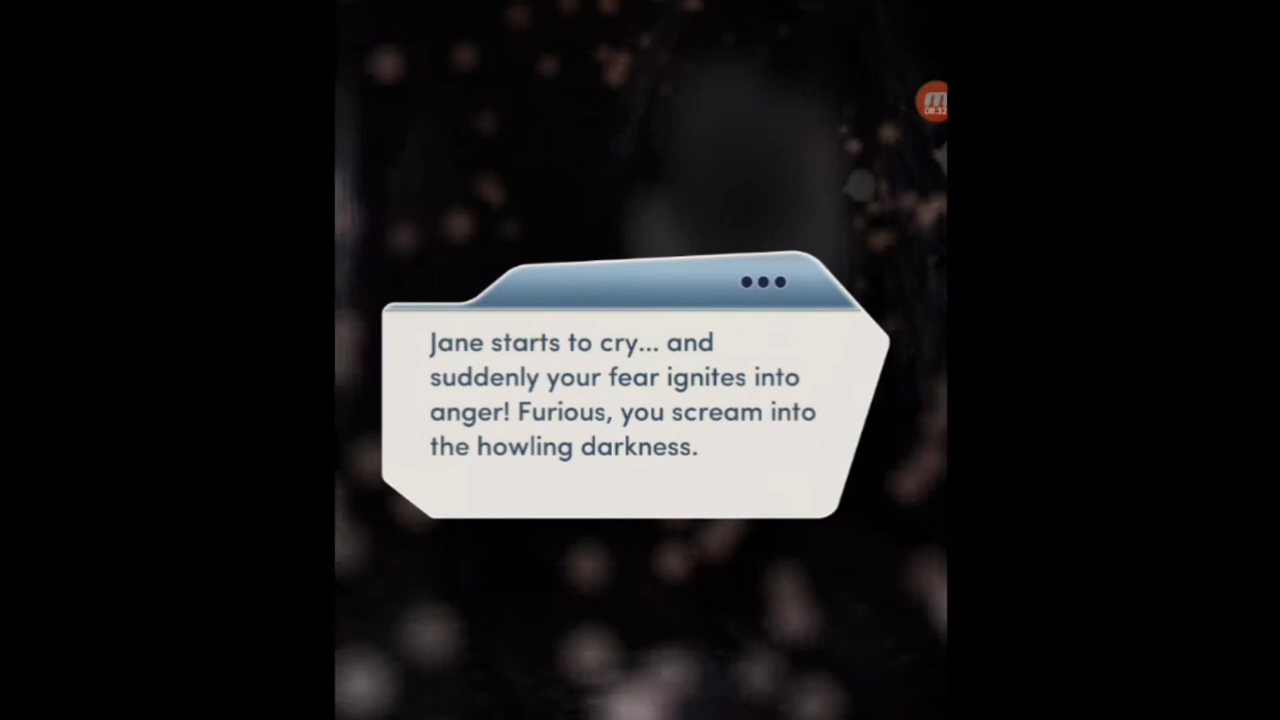 Jane starts to cry... and
suddenly your fear ignites into
anger! Furious, you scream into
the howling darkness.